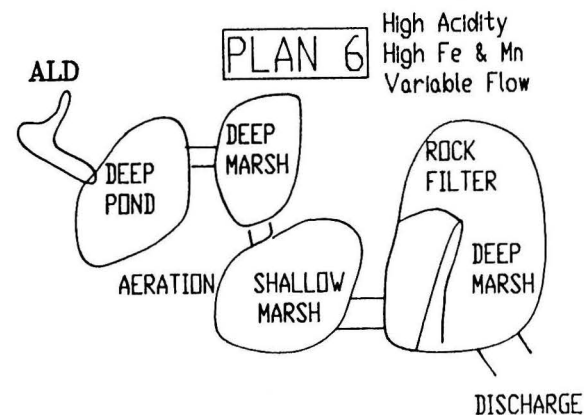 PLAN 6
High Acidity
High Fe & Mn
Variable Flow
ALD
DEEP
POND
DEEP
MARSH
AERATION
SHALLOW
MARSH
ROCK
FILTER
DEEP
MARSH
DISCHARGE